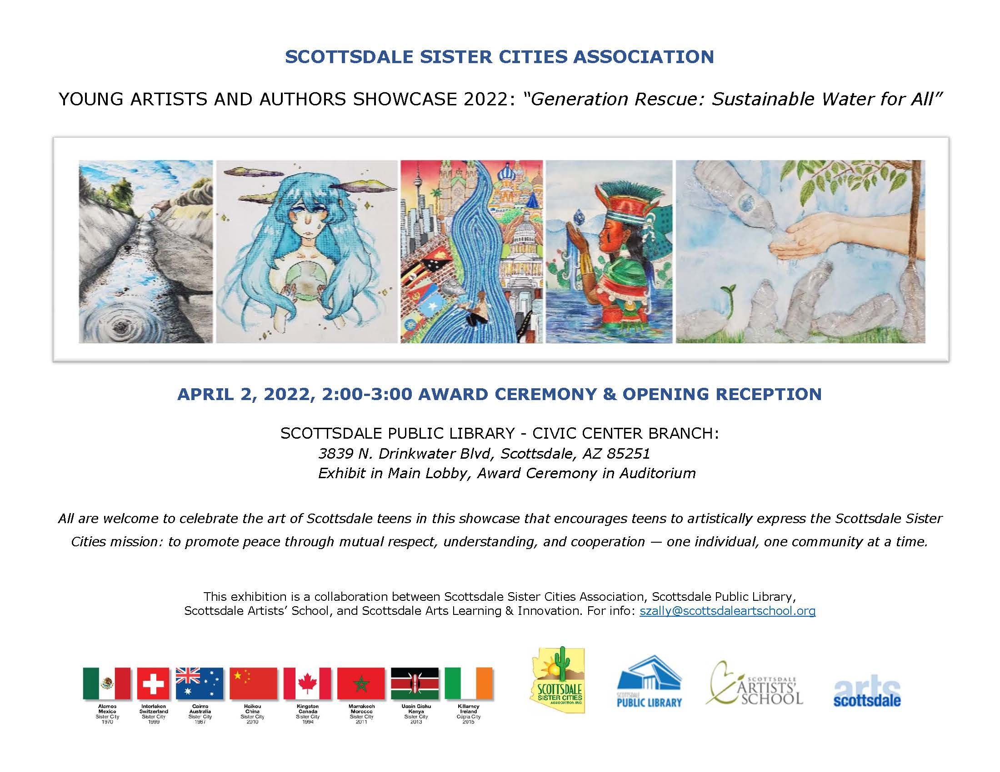 SCOTTSDALE SISTER CITIES ASSOCIATION
YOUNG ARTISTS AND AUTHORS SHOWCASE 2022: “Generation Rescue: Sustainable Water for All”
APRIL 2, 2022, 2:00-3:00 AWARD CEREMONY & OPENING RECEPTION
SCOTTSDALE PUBLIC LIBRARY - CIVIC CENTER BRANCH:
3839 N. Drinkwater Blvd, Scottsdale, AZ 85251
Exhibit in Main Lobby, Award Ceremony in Auditorium
All are welcome to celebrate the art of Scottsdale teens in this showcase that encourages teens to artistically express the Scottsdale Sister
Cities mission: to promote peace through mutual respect, understanding, and cooperation — one individual, one community at a time.
This exhibition is a collaboration between Scottsdale Sister Cities Association, Scottsdale Public Library,
Scottsdale Artists’ School, and Scottsdale Arts Learning & Innovation. For info: szally@scottsdaleartschool.org
Alamos
Mexico
Sister City
1970
Interlaken
Switzerland
Sister City
1999
Cairns
Australia
Sister City
1987
Haikou
China
Sister City
2010
Kingston
Canada
Sister City
1994
Marrakech
Morocco
Sister City
2011
Uasin Gishu
Kenya
Sister City
2013
Killarney
Ireland
Cúpla City
2015
SCOTTSDALE
SISTER CITIES
ASSOCIATION INC
SCOTTSDALE
PUBLIC LIBRARY
SCOTTSDALE
ARTISTS'
SCHOOL
arts
scottsdale